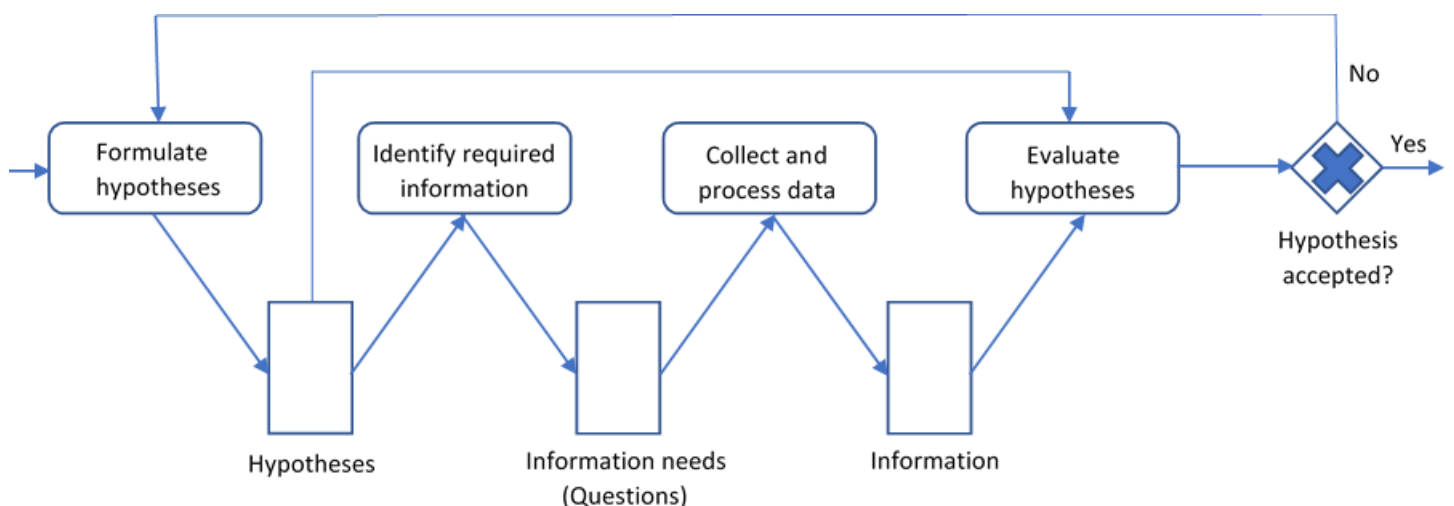 No
Formulate
hypotheses
Identify required
information
Collect and
process data
Evaluate
hypotheses
Yes
Hypothesis
accepted?
Hypotheses
Information needs
(Questions)
Information